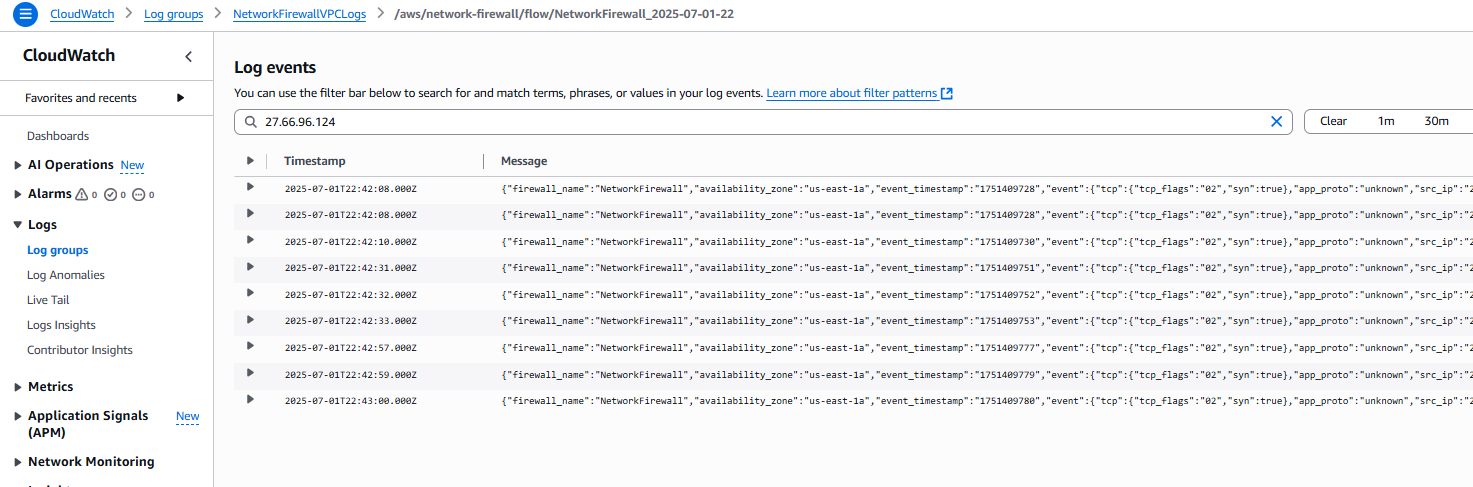 CloudWatch > Log groups > NetworkFirewallVPCLogs > /aws/network-firewall/flow/NetworkFirewall_2025-07-01-22
CloudWatch
Favorites and recents
Dashboards
AI Operations New
Alarms 0 0 0
Logs
Log groups
Log Anomalies
Live Tail
Logs Insights
Contributor Insights
Metrics
Application Signals New
(APM)
Network Monitoring
Log events
You can use the filter bar below to search for and match terms, phrases, or values in your log events. Learn more about filter patterns
27.66.96.124
Clear 1m 30m
Timestamp Message
2025-07-01T22:42:08.000Z {"firewall_name":"NetworkFirewall","availability_zone":"us-east-1a","event_timestamp":"1751409728","event":{"tcp":{"tcp_flags":"02","syn":true},"app_proto":"unknown","src_ip":"2
2025-07-01T22:42:08.000Z {"firewall_name":"NetworkFirewall","availability_zone":"us-east-1a","event_timestamp":"1751409728","event":{"tcp":{"tcp_flags":"02","syn":true},"app_proto":"unknown","src_ip":"2
2025-07-01T22:42:10.000Z {"firewall_name":"NetworkFirewall","availability_zone":"us-east-1a","event_timestamp":"1751409730","event":{"tcp":{"tcp_flags":"02","syn":true},"app_proto":"unknown","src_ip":"2
2025-07-01T22:42:31.000Z {"firewall_name":"NetworkFirewall","availability_zone":"us-east-1a","event_timestamp":"1751409751","event":{"tcp":{"tcp_flags":"02","syn":true},"app_proto":"unknown","src_ip":"2
2025-07-01T22:42:32.000Z {"firewall_name":"NetworkFirewall","availability_zone":"us-east-1a","event_timestamp":"1751409752","event":{"tcp":{"tcp_flags":"02","syn":true},"app_proto":"unknown","src_ip":"2
2025-07-01T22:42:33.000Z {"firewall_name":"NetworkFirewall","availability_zone":"us-east-1a","event_timestamp":"1751409753","event":{"tcp":{"tcp_flags":"02","syn":true},"app_proto":"unknown","src_ip":"2
2025-07-01T22:42:57.000Z {"firewall_name":"NetworkFirewall","availability_zone":"us-east-1a","event_timestamp":"1751409777","event":{"tcp":{"tcp_flags":"02","syn":true},"app_proto":"unknown","src_ip":"2
2025-07-01T22:42:59.000Z {"firewall_name":"NetworkFirewall","availability_zone":"us-east-1a","event_timestamp":"1751409779","event":{"tcp":{"tcp_flags":"02","syn":true},"app_proto":"unknown","src_ip":"2
2025-07-01T22:43:00.000Z {"firewall_name":"NetworkFirewall","availability_zone":"us-east-1a","event_timestamp":"1751409780","event":{"tcp":{"tcp_flags":"02","syn":true},"app_proto":"unknown","src_ip":"2